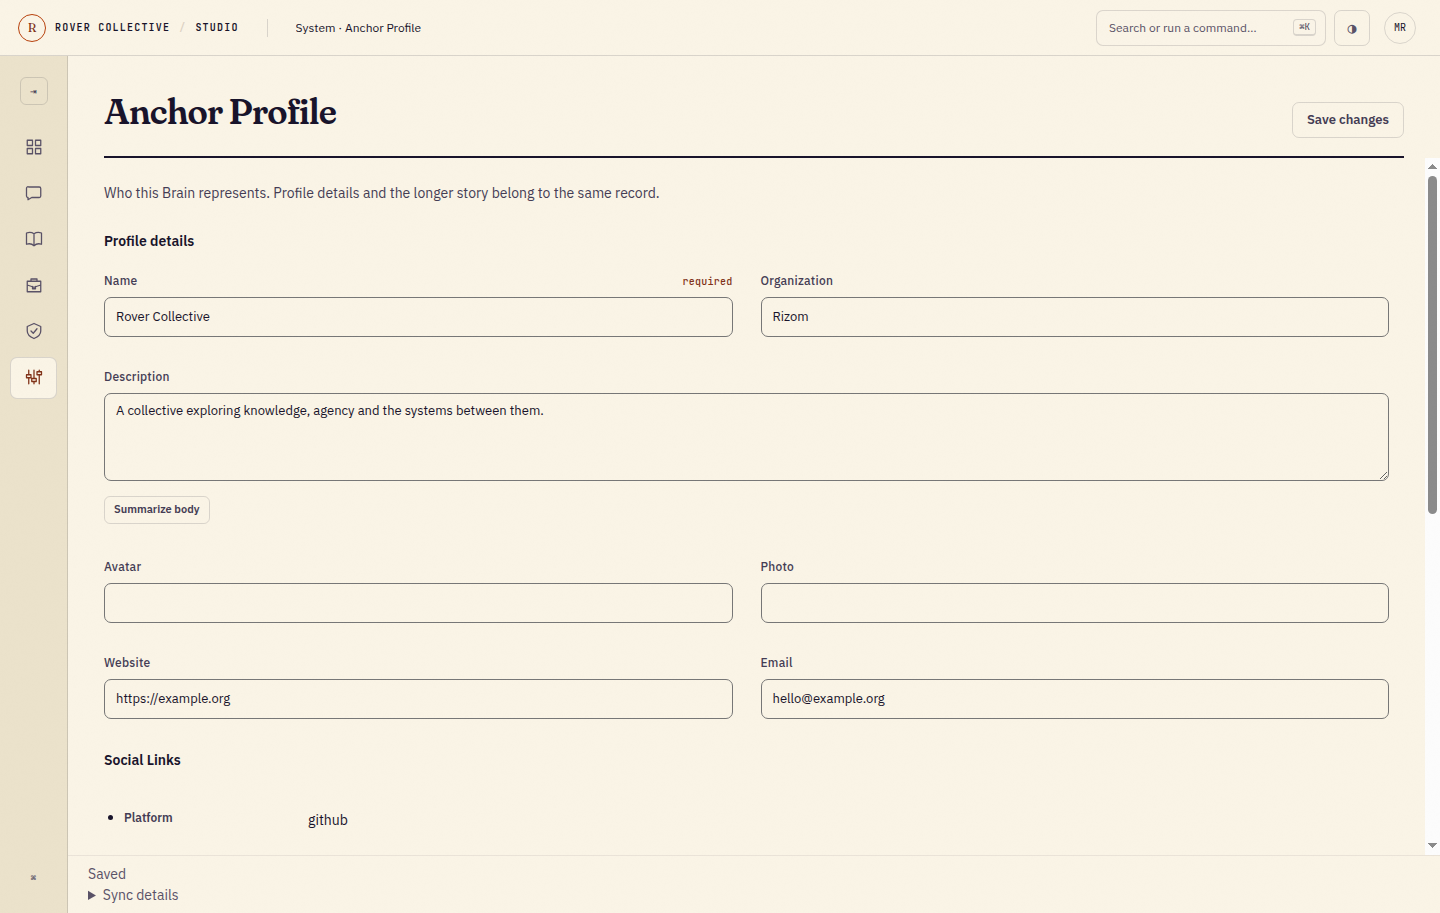 R ROVER COLLECTIVE / STUDIO
System · Anchor Profile
Search or run a command... ⌘K
MR
Anchor Profile
Save changes
Who this Brain represents. Profile details and the longer story belong to the same record.
Profile details
Name required
Organization
Rover Collective
Rizom
Description
A collective exploring knowledge, agency and the systems between them.
Summarize body
Avatar
Photo
Website
Email
https://example.org
hello@example.org
Social Links
• Platform github
⌘
Saved
▶ Sync details